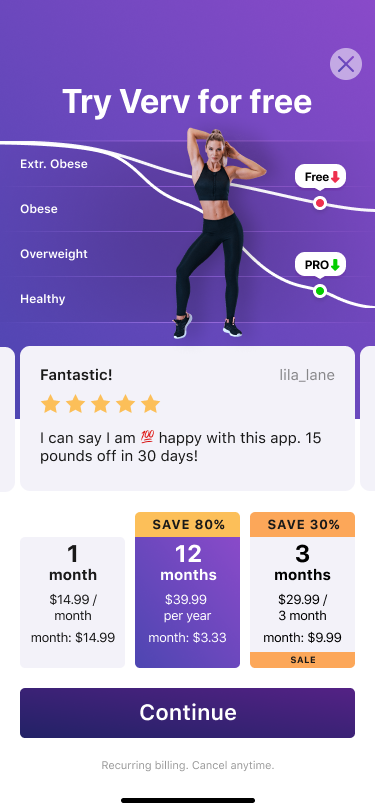 Try Verv for free
Extr. Obese
Free
Obese
Overweight
PRO
Healthy
Fantastic!
lila_lane
I can say I am 💯 happy with this app. 15
pounds off in 30 days!
1
month
$14.99 /
month
month: $14.99
SAVE 80%
12
months
$39.99
per year
month: $3.33
SAVE 30%
3
months
$29.99 /
3 month
month: $9.99
SALE
Continue
Recurring billing. Cancel anytime.